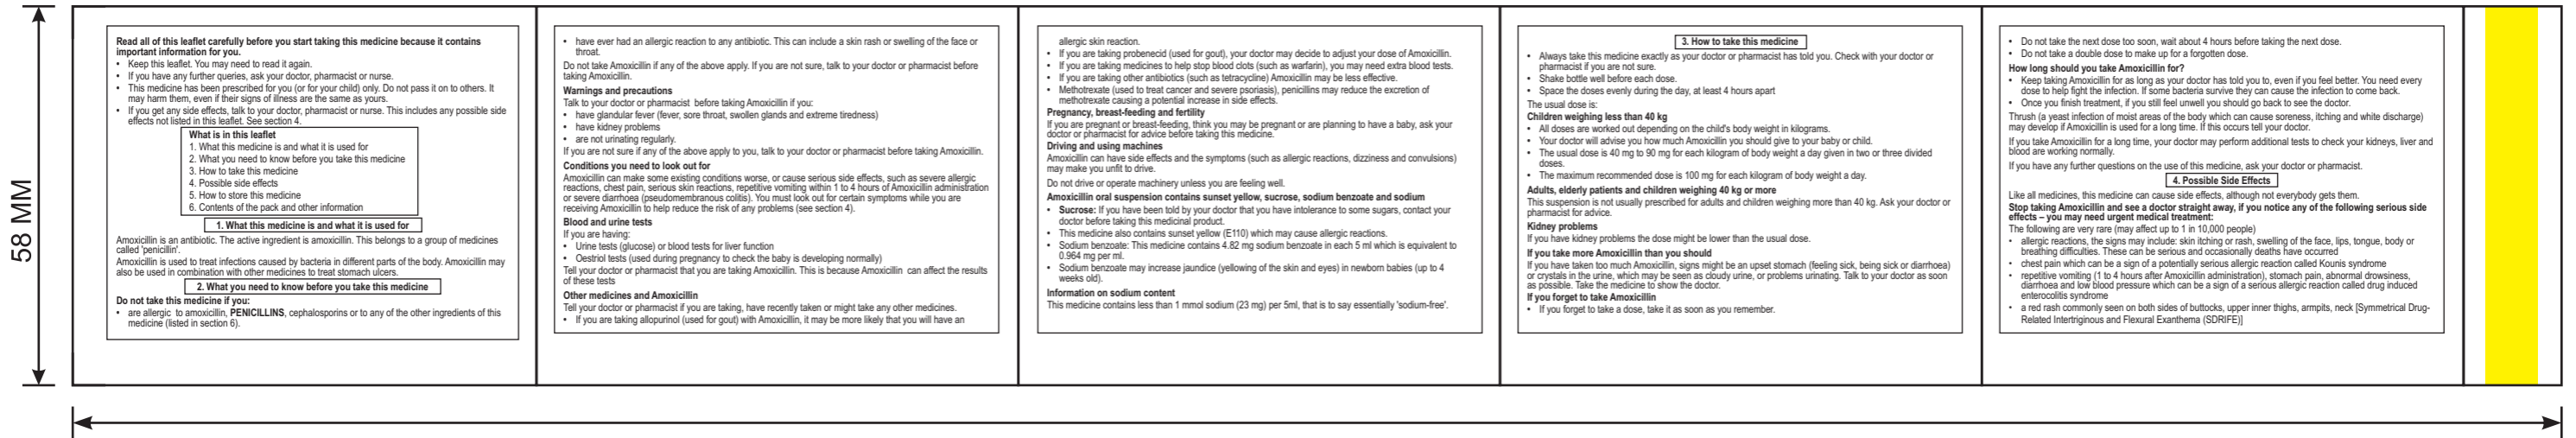 58 MM
Read all of this leaflet carefully before you start taking this medicine because it contains
important information for you.
• Keep this leaflet. You may need to read it again.
• If you have any further queries, ask your doctor, pharmacist or nurse.
• This medicine has been prescribed for you (or for your child) only. Do not pass it on to others. It
may harm them, even if their signs of illness are the same as yours.
• If you get any side effects, talk to your doctor, pharmacist or nurse. This includes any possible side
effects not listed in this leaflet. See section 4.
What is in this leaflet
1. What this medicine is and what it is used for
2. What you need to know before you take this medicine
3. How to take this medicine
4. Possible side effects
5. How to store this medicine
6. Contents of the pack and other information
1. What this medicine is and what it is used for
Amoxicillin is an antibiotic. The active ingredient is amoxicillin. This belongs to a group of medicines
called 'penicillin'.
Amoxicillin is used to treat infections caused by bacteria in different parts of the body. Amoxicillin may
also be used in combination with other medicines to treat stomach ulcers.
2. What you need to know before you take this medicine
Do not take this medicine if you:
• are allergic to amoxicillin, PENICILLINS, cephalosporins or to any of the other ingredients of this
medicine (listed in section 6).
• have ever had an allergic reaction to any antibiotic. This can include a skin rash or swelling of the face or
throat.
Do not take Amoxicillin if any of the above apply. If you are not sure, talk to your doctor or pharmacist before
taking Amoxicillin.
Warnings and precautions
Talk to your doctor or pharmacist before taking Amoxicillin if you:
• have glandular fever (fever, sore throat, swollen glands and extreme tiredness)
• have kidney problems
• are not urinating regularly.
If you are not sure if any of the above apply to you, talk to your doctor or pharmacist before taking Amoxicillin.
Conditions you need to look out for
Amoxicillin can make some existing conditions worse, or cause serious side effects, such as severe allergic
reactions, chest pain, serious skin reactions, repetitive vomiting within 1 to 4 hours of Amoxicillin administration
or severe diarrhoea (pseudomembranous colitis). You must look out for certain symptoms while you are
receiving Amoxicillin to help reduce the risk of any problems (see section 4).
Blood and urine tests
If you are having:
• Urine tests (glucose) or blood tests for liver function
• Oestriol tests (used during pregnancy to check the baby is developing normally)
Tell your doctor or pharmacist that you are taking Amoxicillin. This is because Amoxicillin can affect the results
of these tests
Other medicines and Amoxicillin
Tell your doctor or pharmacist if you are taking, have recently taken or might take any other medicines.
• If you are taking allopurinol (used for gout) with Amoxicillin, it may be more likely that you will have an
allergic skin reaction.
• If you are taking probenecid (used for gout), your doctor may decide to adjust your dose of Amoxicillin.
• If you are taking medicines to help stop blood clots (such as warfarin), you may need extra blood tests.
• If you are taking other antibiotics (such as tetracycline) Amoxicillin may be less effective.
• Methotrexate (used to treat cancer and severe psoriasis), penicillins may reduce the excretion of
methotrexate causing a potential increase in side effects.
Pregnancy, breast-feeding and fertility
If you are pregnant or breast-feeding, think you may be pregnant or are planning to have a baby, ask your
doctor or pharmacist for advice before taking this medicine.
Driving and using machines
Amoxicillin can have side effects and the symptoms (such as allergic reactions, dizziness and convulsions)
may make you unfit to drive.
Do not drive or operate machinery unless you are feeling well.
Amoxicillin oral suspension contains sunset yellow, sucrose, sodium benzoate and sodium
• Sucrose: If you have been told by your doctor that you have intolerance to some sugars, contact your
doctor before taking this medicinal product.
• This medicine also contains sunset yellow (E110) which may cause allergic reactions.
• Sodium benzoate: This medicine contains 4.82 mg sodium benzoate in each 5 ml which is equivalent to
0.964 mg per ml.
• Sodium benzoate may increase jaundice (yellowing of the skin and eyes) in newborn babies (up to 4
weeks old).
Information on sodium content
This medicine contains less than 1 mmol sodium (23 mg) per 5ml, that is to say essentially 'sodium-free'.
3. How to take this medicine
• Always take this medicine exactly as your doctor or pharmacist has told you. Check with your doctor or
pharmacist if you are not sure.
• Shake bottle well before each dose.
• Space the doses evenly during the day, at least 4 hours apart
The usual dose is:
Children weighing less than 40 kg
• All doses are worked out depending on the child's body weight in kilograms.
• Your doctor will advise you how much Amoxicillin you should give to your baby or child.
• The usual dose is 40 mg to 90 mg for each kilogram of body weight a day given in two or three divided
doses.
• The maximum recommended dose is 100 mg for each kilogram of body weight a day.
Adults, elderly patients and children weighing 40 kg or more
This suspension is not usually prescribed for adults and children weighing more than 40 kg. Ask your doctor or
pharmacist for advice.
Kidney problems
If you have kidney problems the dose might be lower than the usual dose.
If you take more Amoxicillin than you should
If you have taken too much Amoxicillin, signs might be an upset stomach (feeling sick, being sick or diarrhoea)
or crystals in the urine, which may be seen as cloudy urine, or problems urinating. Talk to your doctor as soon
as possible. Take the medicine to show the doctor.
If you forget to take Amoxicillin
• If you forget to take a dose, take it as soon as you remember.
• Do not take the next dose too soon, wait about 4 hours before taking the next dose.
• Do not take a double dose to make up for a forgotten dose.
How long should you take Amoxicillin for?
• Keep taking Amoxicillin for as long as your doctor has told you to, even if you feel better. You need every
dose to help fight the infection. If some bacteria survive they can cause the infection to come back.
• Once you finish treatment, if you still feel unwell you should go back to see the doctor.
Thrush (a yeast infection of moist areas of the body which can cause soreness, itching and white discharge)
may develop if Amoxicillin is used for a long time. If this occurs tell your doctor.
If you take Amoxicillin for a long time, your doctor may perform additional tests to check your kidneys, liver and
blood are working normally.
If you have any further questions on the use of this medicine, ask your doctor or pharmacist.
4. Possible Side Effects
Like all medicines, this medicine can cause side effects, although not everybody gets them.
Stop taking Amoxicillin and see a doctor straight away, if you notice any of the following serious side
effects – you may need urgent medical treatment:
The following are very rare (may affect up to 1 in 10,000 people)
• allergic reactions, the signs may include: skin itching or rash, swelling of the face, lips, tongue, body or
breathing difficulties. These can be serious and occasionally deaths have occurred
• chest pain which can be a sign of a potentially serious allergic reaction called Kounis syndrome
• repetitive vomiting (1 to 4 hours after Amoxicillin administration), stomach pain, abnormal drowsiness,
diarrhoea and low blood pressure which can be a sign of a serious allergic reaction called drug induced
enterocolitis syndrome
• a red rash commonly seen on both sides of buttocks, upper inner thighs, armpits, neck [Symmetrical Drug-
Related Intertriginous and Flexural Exanthema (SDRIFE)]